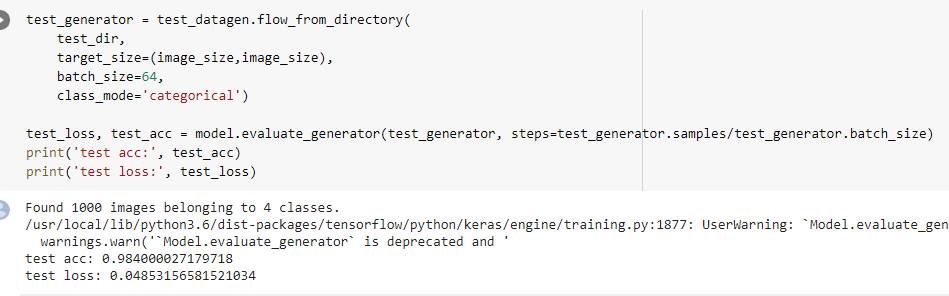 test_generator = test_datagen.flow_from_directory(
    test_dir,
    target_size=(image_size,image_size),
    batch_size=64,
    class_mode='categorical')

test_loss, test_acc = model.evaluate_generator(test_generator, steps=test_generator.samples/test_generator.batch_size)
print('test acc:', test_acc)
print('test loss:', test_loss)

Found 1000 images belonging to 4 classes.
/usr/local/lib/python3.6/dist-packages/tensorflow/python/keras/engine/training.py:1877: UserWarning: `Model.evaluate_gen
  warnings.warn('`Model.evaluate_generator` is deprecated and '
test acc: 0.984000027179718
test loss: 0.04853156581521034